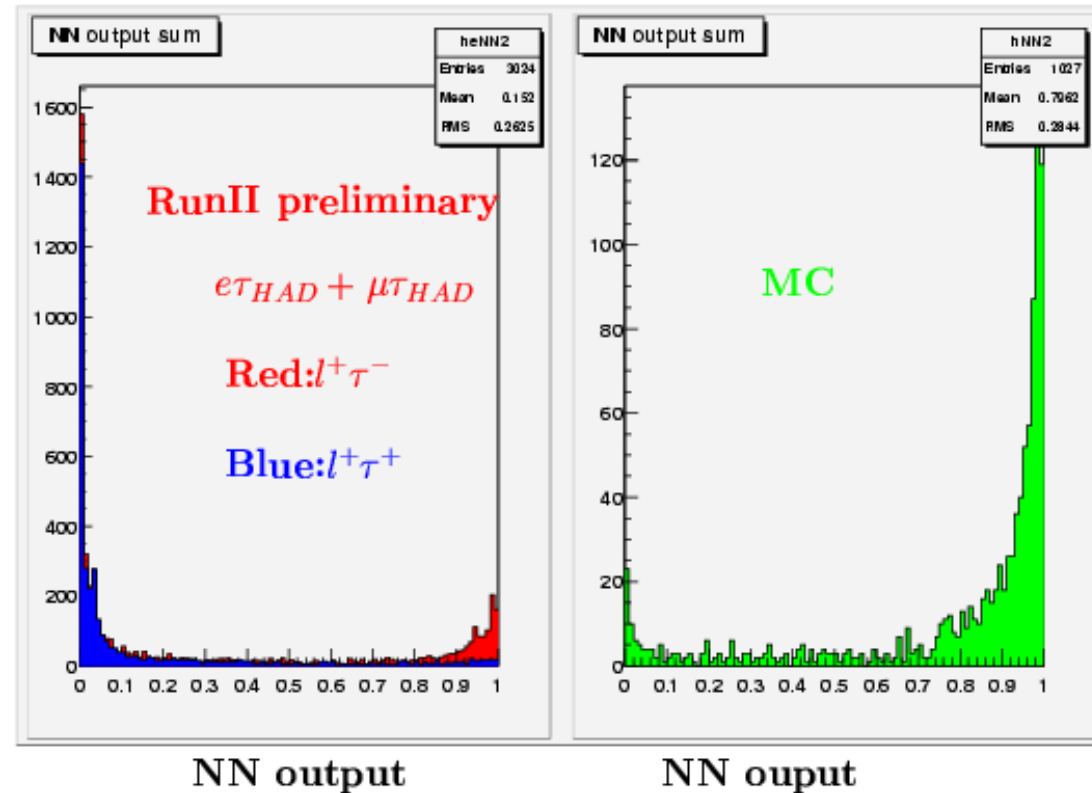 NN output sum
heNN2
Entries 3024
Mean 0.152
RMS 0.2625
1600
1400
1200
1000
800
600
400
200
0
RunII preliminary
eτ_HAD + μτ_HAD
Red:l⁺τ⁻
Blue:l⁺τ⁺
0 0.1 0.2 0.3 0.4 0.5 0.6 0.7 0.8 0.9 1
NN output
NN output sum
hNN2
Entries 1027
Mean 0.7962
RMS 0.2844
120
100
80
60
40
20
0
MC
0 0.1 0.2 0.3 0.4 0.5 0.6 0.7 0.8 0.9 1
NN ouput